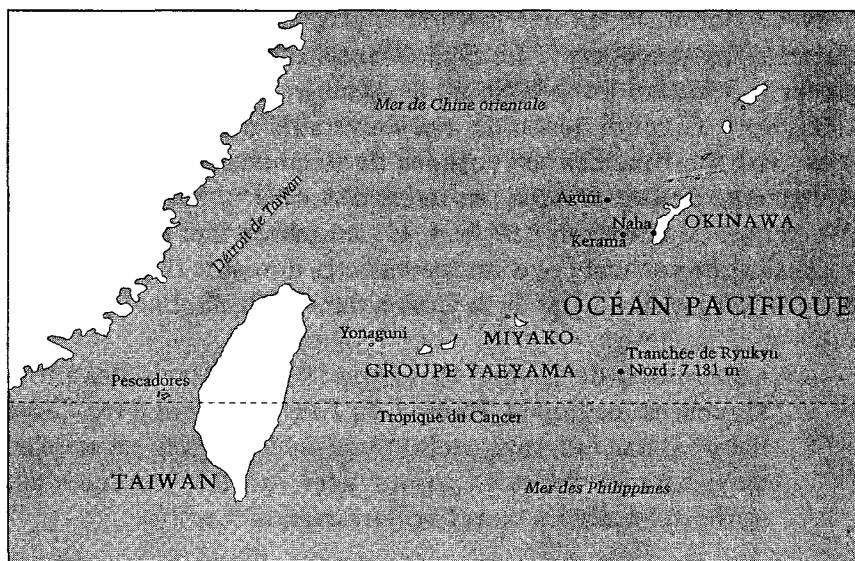 Mer de Chine orientale
Détroit de Taiwan
Aguni
Naha
OKINAWA
Kerama
OCÉAN PACIFIQUE
Yonaguni
MIYAKO
GROUPE YAEYAMA
Tranchée de Ryukyu
Nord : 7 181 m
Pescadores
Tropique du Cancer
TAIWAN
Mer des Philippines